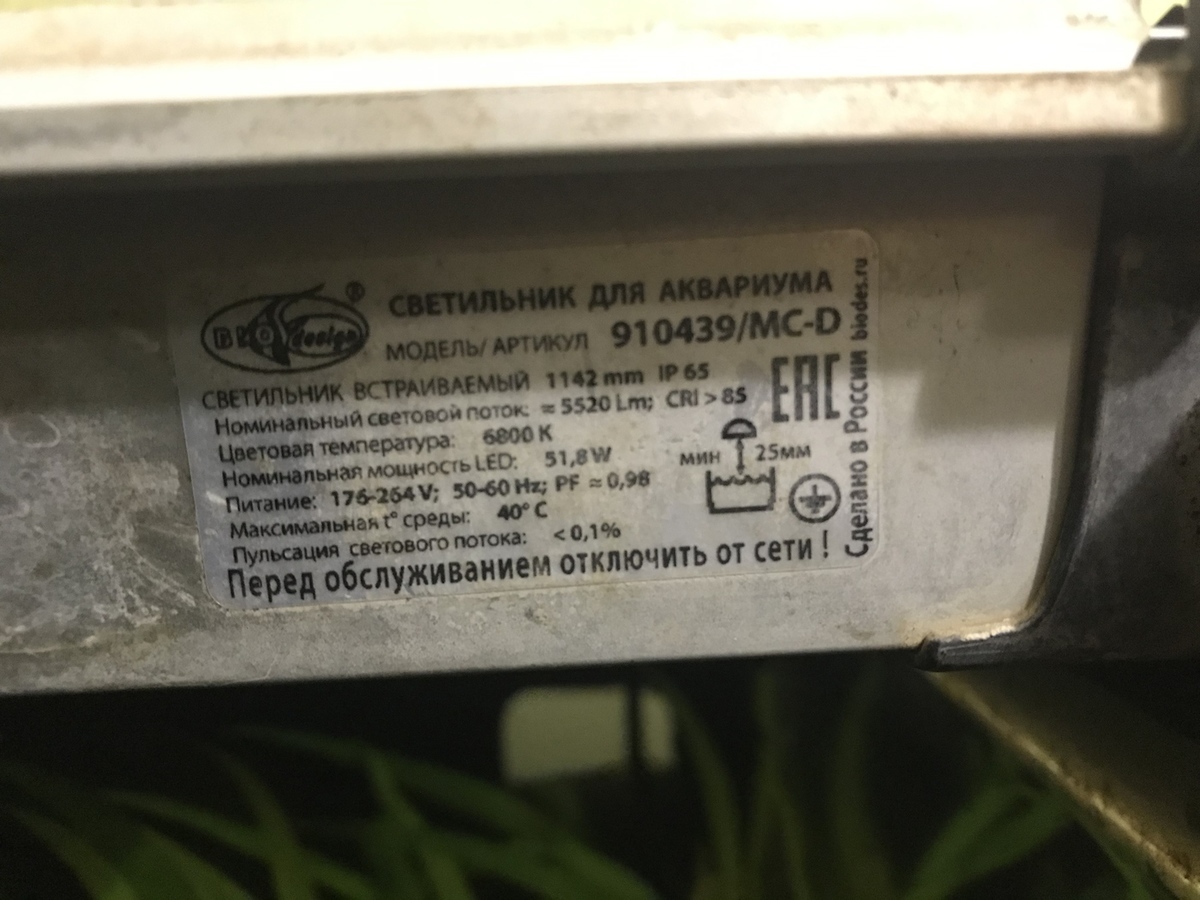 BIO design ®
СВЕТИЛЬНИК ДЛЯ АКВАРИУМА
МОДЕЛЬ/ АРТИКУЛ 910439/MC-D
СВЕТИЛЬНИК ВСТРАИВАЕМЫЙ 1142 mm IP 65
Номинальный световой поток: ≈ 5520 Lm; CRI > 85
Цветовая температура: 6800 K
Номинальная мощность LED: 51,8W
Питание: 176-264 V; 50-60 Hz; PF ≈ 0,98
Максимальная t° среды: 40° C
Пульсация светового потока: < 0,1%
Перед обслуживанием отключить от сети !
EAC
мин 25мм
Сделано в России biodes.ru